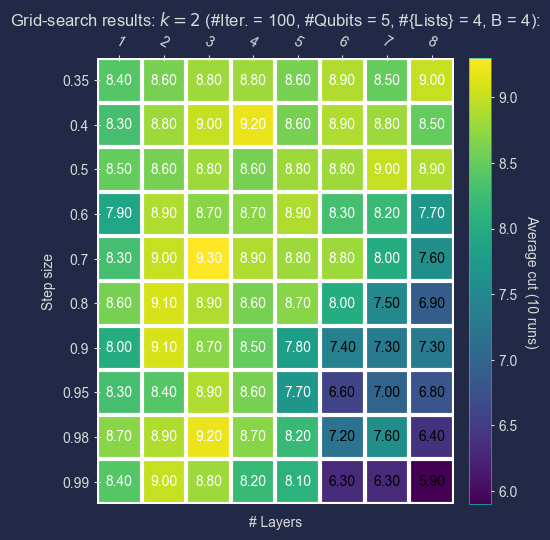 Grid-search results: k = 2 (#Iter. = 100, #Qubits = 5, #{Lists} = 4, B = 4):
1 2 3 4 5 6 7 8
0.35 8.40 8.60 8.80 8.80 8.60 8.90 8.50 9.00
0.4 8.30 8.80 9.00 9.20 8.60 8.90 8.80 8.50
0.5 8.50 8.60 8.80 8.60 8.80 8.80 9.00 8.90
0.6 7.90 8.90 8.70 8.70 8.90 8.30 8.20 7.70
0.7 8.30 9.00 9.30 8.90 8.80 8.80 8.00 7.60
0.8 8.60 9.10 8.90 8.60 8.70 8.00 7.50 6.90
0.9 8.00 9.10 8.70 8.50 7.80 7.40 7.30 7.30
0.95 8.30 8.40 8.90 8.60 7.70 6.60 7.00 6.80
0.98 8.70 8.90 9.20 8.70 8.20 7.20 7.60 6.40
0.99 8.40 9.00 8.80 8.20 8.10 6.30 6.30 5.90
Step size
# Layers
9.0
8.5
8.0
7.5
7.0
6.5
6.0
Average cut (10 runs)